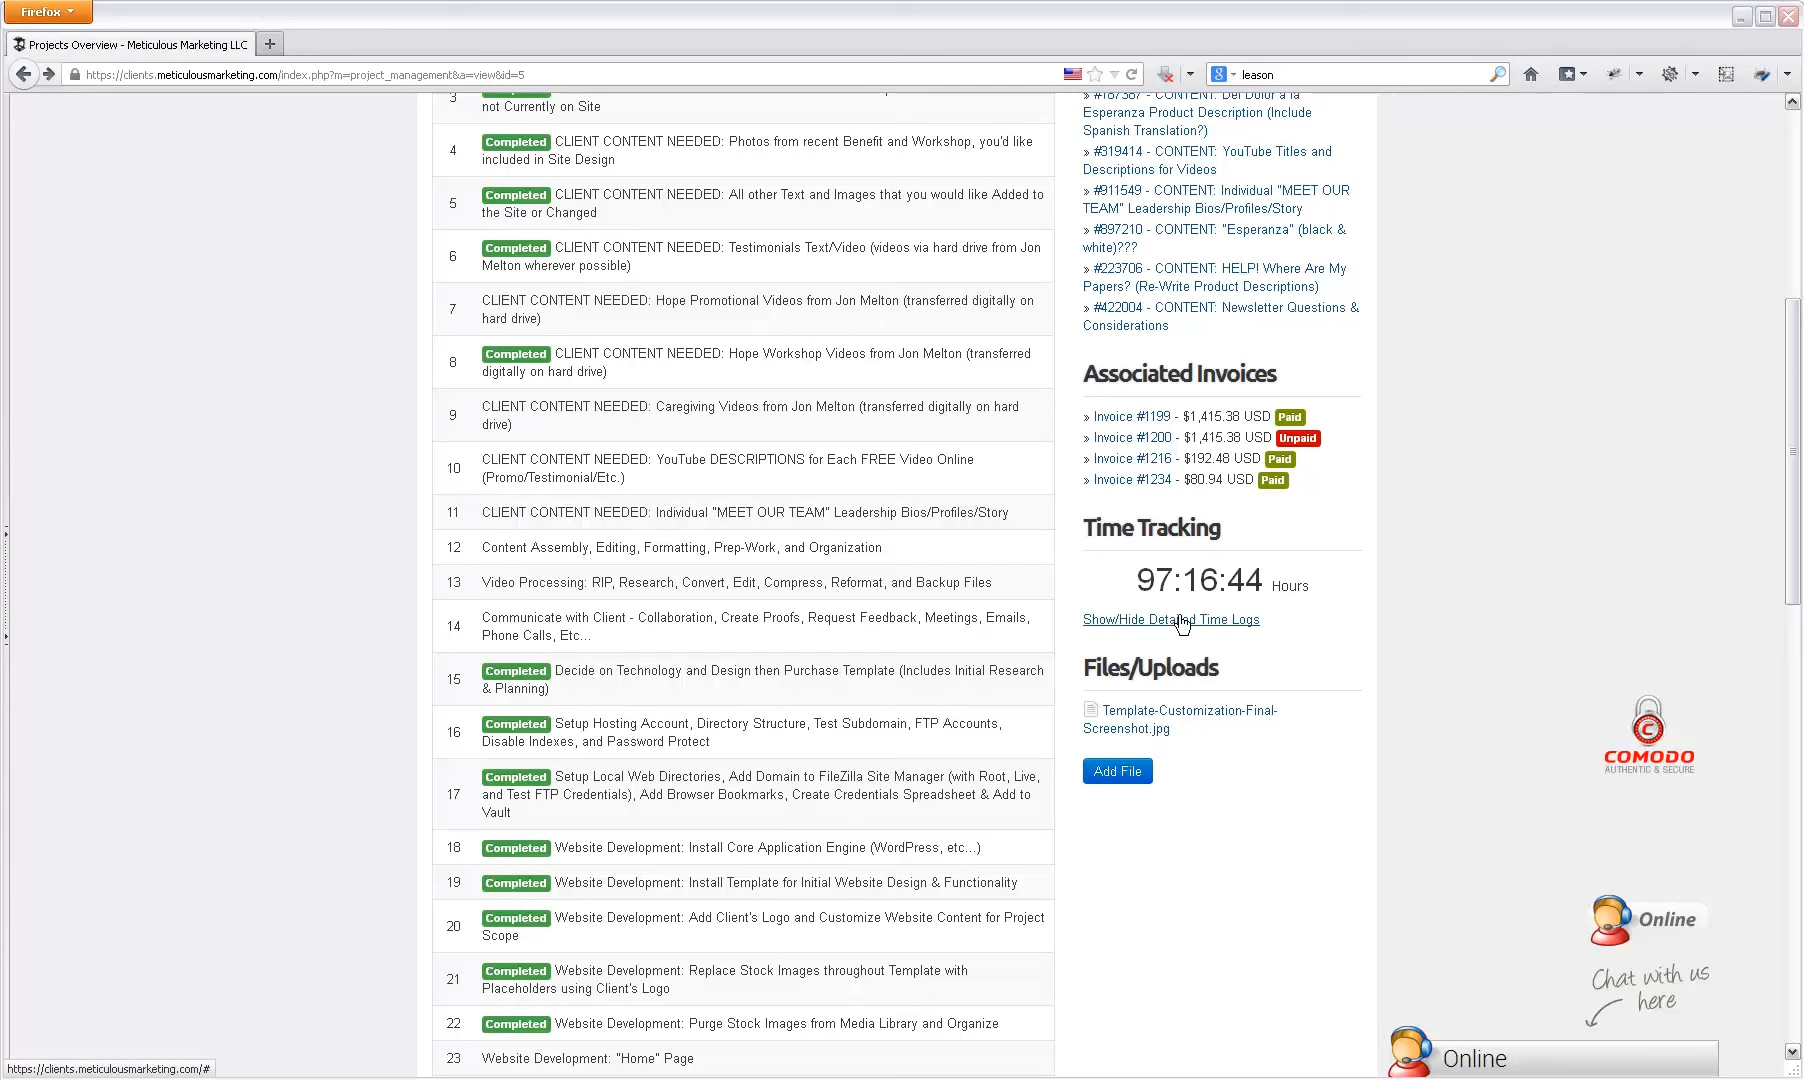 Firefox
Projects Overview - Meticulous Marketing LLC
https://clients.meticulousmarketing.com/index.php?m=project_management&a=view&id=5
leason
3
not Currently on Site
4 Completed CLIENT CONTENT NEEDED: Photos from recent Benefit and Workshop, you'd like
included in Site Design
5 Completed CLIENT CONTENT NEEDED: All other Text and Images that you would like Added to
the Site or Changed
6 Completed CLIENT CONTENT NEEDED: Testimonials Text/Video (videos via hard drive from Jon
Melton wherever possible)
7 CLIENT CONTENT NEEDED: Hope Promotional Videos from Jon Melton (transferred digitally on
hard drive)
8 Completed CLIENT CONTENT NEEDED: Hope Workshop Videos from Jon Melton (transferred
digitally on hard drive)
9 CLIENT CONTENT NEEDED: Caregiving Videos from Jon Melton (transferred digitally on hard
drive)
10 CLIENT CONTENT NEEDED: YouTube DESCRIPTIONS for Each FREE Video Online
(Promo/Testimonial/Etc.)
11 CLIENT CONTENT NEEDED: Individual "MEET OUR TEAM" Leadership Bios/Profiles/Story
12 Content Assembly, Editing, Formatting, Prep-Work, and Organization
13 Video Processing: RIP, Research, Convert, Edit, Compress, Reformat, and Backup Files
14 Communicate with Client - Collaboration, Create Proofs, Request Feedback, Meetings, Emails,
Phone Calls, Etc...
15 Completed Decide on Technology and Design then Purchase Template (Includes Initial Research
& Planning)
16 Completed Setup Hosting Account, Directory Structure, Test Subdomain, FTP Accounts,
Disable Indexes, and Password Protect
17 Completed Setup Local Web Directories, Add Domain to FileZilla Site Manager (with Root, Live,
and Test FTP Credentials), Add Browser Bookmarks, Create Credentials Spreadsheet & Add to
Vault
18 Completed Website Development: Install Core Application Engine (WordPress, etc...)
19 Completed Website Development: Install Template for Initial Website Design & Functionality
20 Completed Website Development: Add Client's Logo and Customize Website Content for Project
Scope
21 Completed Website Development: Replace Stock Images throughout Template with
Placeholders using Client's Logo
22 Completed Website Development: Purge Stock Images from Media Library and Organize
23 Website Development: "Home" Page
» #187387 - CONTENT: Del Dolor a la
Esperanza Product Description (Include
Spanish Translation?)
» #319414 - CONTENT: YouTube Titles and
Descriptions for Videos
» #911549 - CONTENT: Individual "MEET OUR
TEAM" Leadership Bios/Profiles/Story
» #897210 - CONTENT: "Esperanza" (black &
white)???
» #223706 - CONTENT: HELP! Where Are My
Papers? (Re-Write Product Descriptions)
» #422004 - CONTENT: Newsletter Questions &
Considerations
Associated Invoices
» Invoice #1199 - $1,415.38 USD Paid
» Invoice #1200 - $1,415.38 USD Unpaid
» Invoice #1216 - $192.48 USD Paid
» Invoice #1234 - $80.94 USD Paid
Time Tracking
97:16:44 Hours
Show/Hide Detailed Time Logs
Files/Uploads
Template-Customization-Final-
Screenshot.jpg
Add File
COMODO
AUTHENTIC & SECURE
Online
Chat with us
here
Online
https://clients.meticulousmarketing.com/#